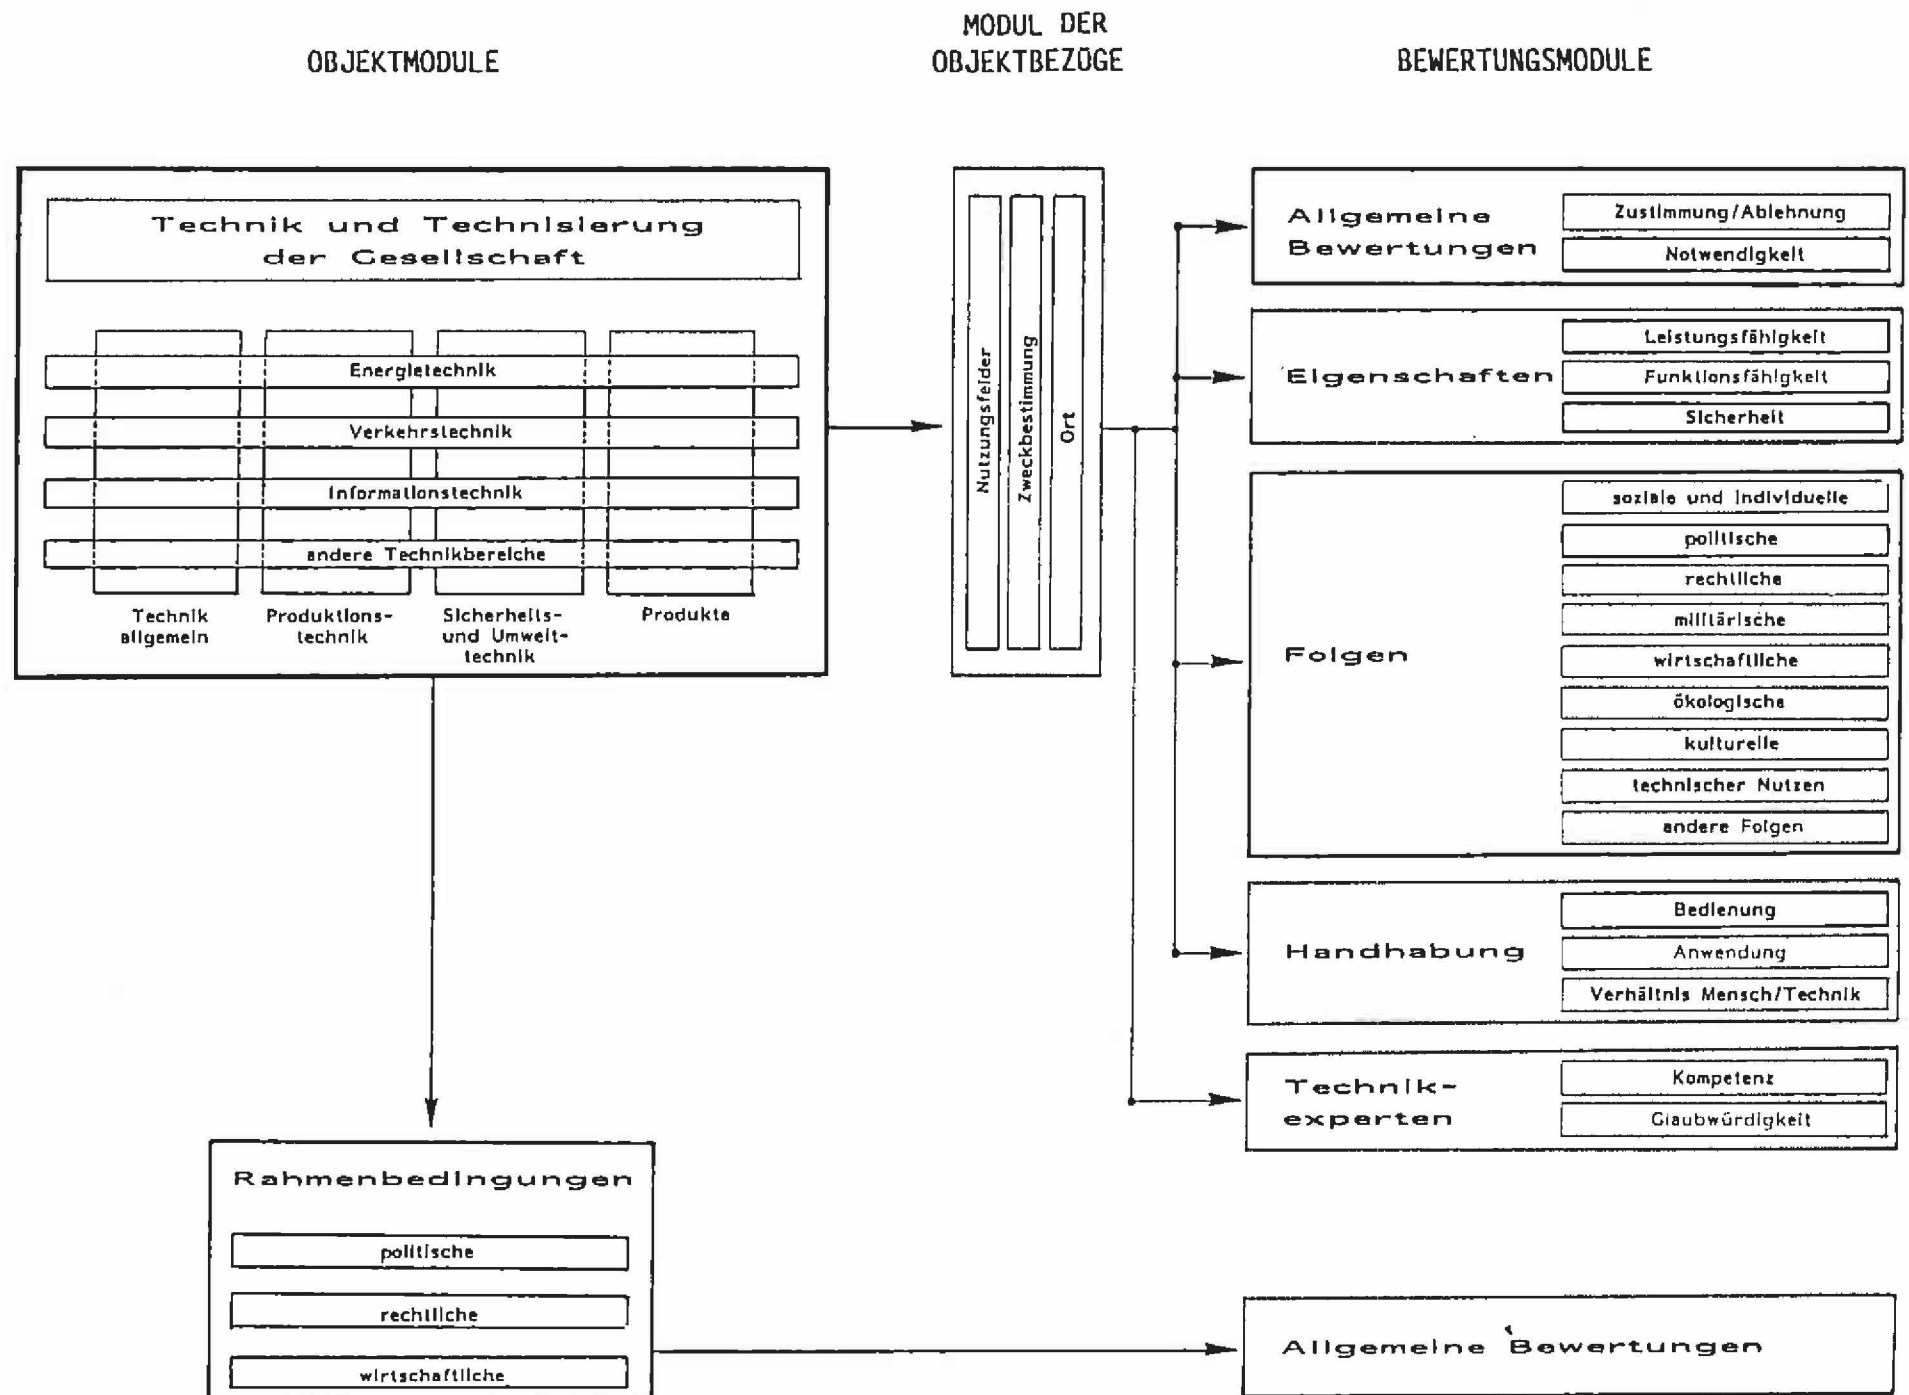 OBJEKTMODULE
MODUL DER
OBJEKTBEZÜGE
BEWERTUNGSMODULE
Technik und Technisierung
der Gesellschaft
Energietechnik
Verkehrstechnik
Informationstechnik
andere Technikbereiche
Technik
allgemein
Produktions-
technik
Sicherheits-
und Umwelt-
technik
Produkte
Nutzungsfelder
Zweckbestimmung
Ort
Allgemeine
Bewertungen
Zustimmung/Ablehnung
Notwendigkeit
Eigenschaften
Leistungsfähigkeit
Funktionsfähigkeit
Sicherheit
Folgen
soziale und individuelle
politische
rechtliche
militärische
wirtschaftliche
ökologische
kulturelle
technischer Nutzen
andere Folgen
Handhabung
Bedienung
Anwendung
Verhältnis Mensch/Technik
Technik-
experten
Kompetenz
Glaubwürdigkeit
Rahmenbedingungen
politische
rechtliche
wirtschaftliche
Allgemeine Bewertungen